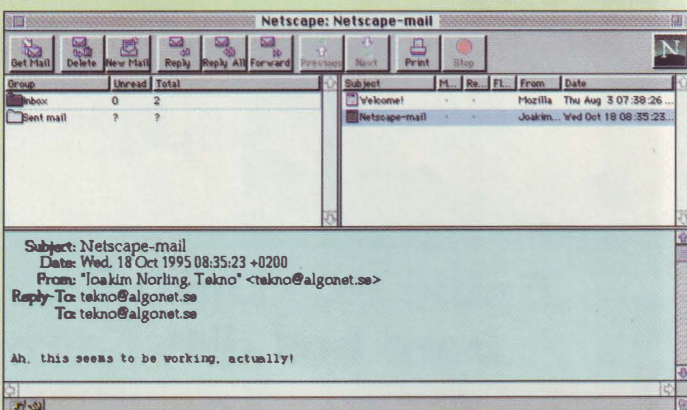 Netscape: Netscape-mail
Get Mail Delete New Mail Reply Reply All Forward Previous Next Print Stop
N
Group Unread Total
Inbox 0 2
Sent mail ? ?
Subject M... Re... Fl... From Date
Welcome! Mozilla Thu Aug 3 07:38:26 ...
Netscape-mail Joakim... Wed Oct 18 08:35:23...
Subject: Netscape-mail
Date: Wed, 18 Oct 1995 08:35:23 +0200
From: "Joakim Norling, Tekno" <tekno@algonet.se>
Reply-To: tekno@algonet.se
To: tekno@algonet.se
Ah, this seems to be working, actually!